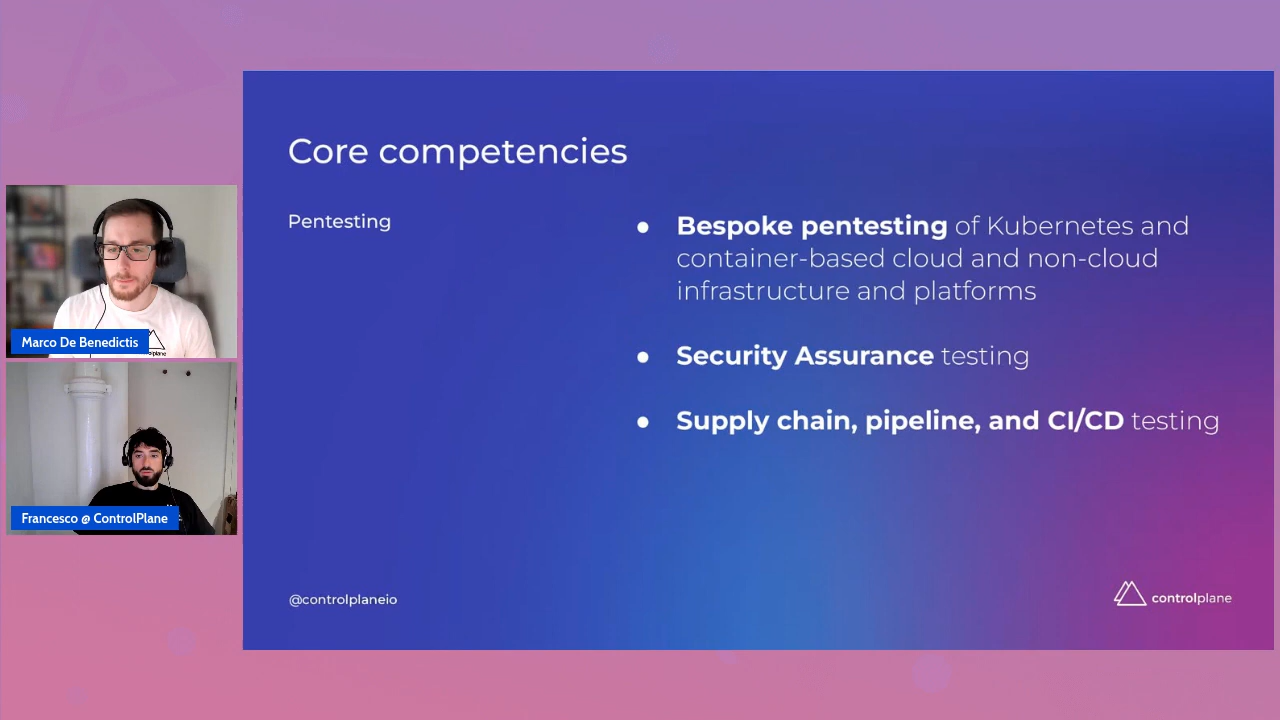 Core competencies
Pentesting
● Bespoke pentesting of Kubernetes and
container-based cloud and non-cloud
infrastructure and platforms
● Security Assurance testing
● Supply chain, pipeline, and CI/CD testing
@controlplaneio
controlplane
Marco De Benedictis
Francesco @ ControlPlane